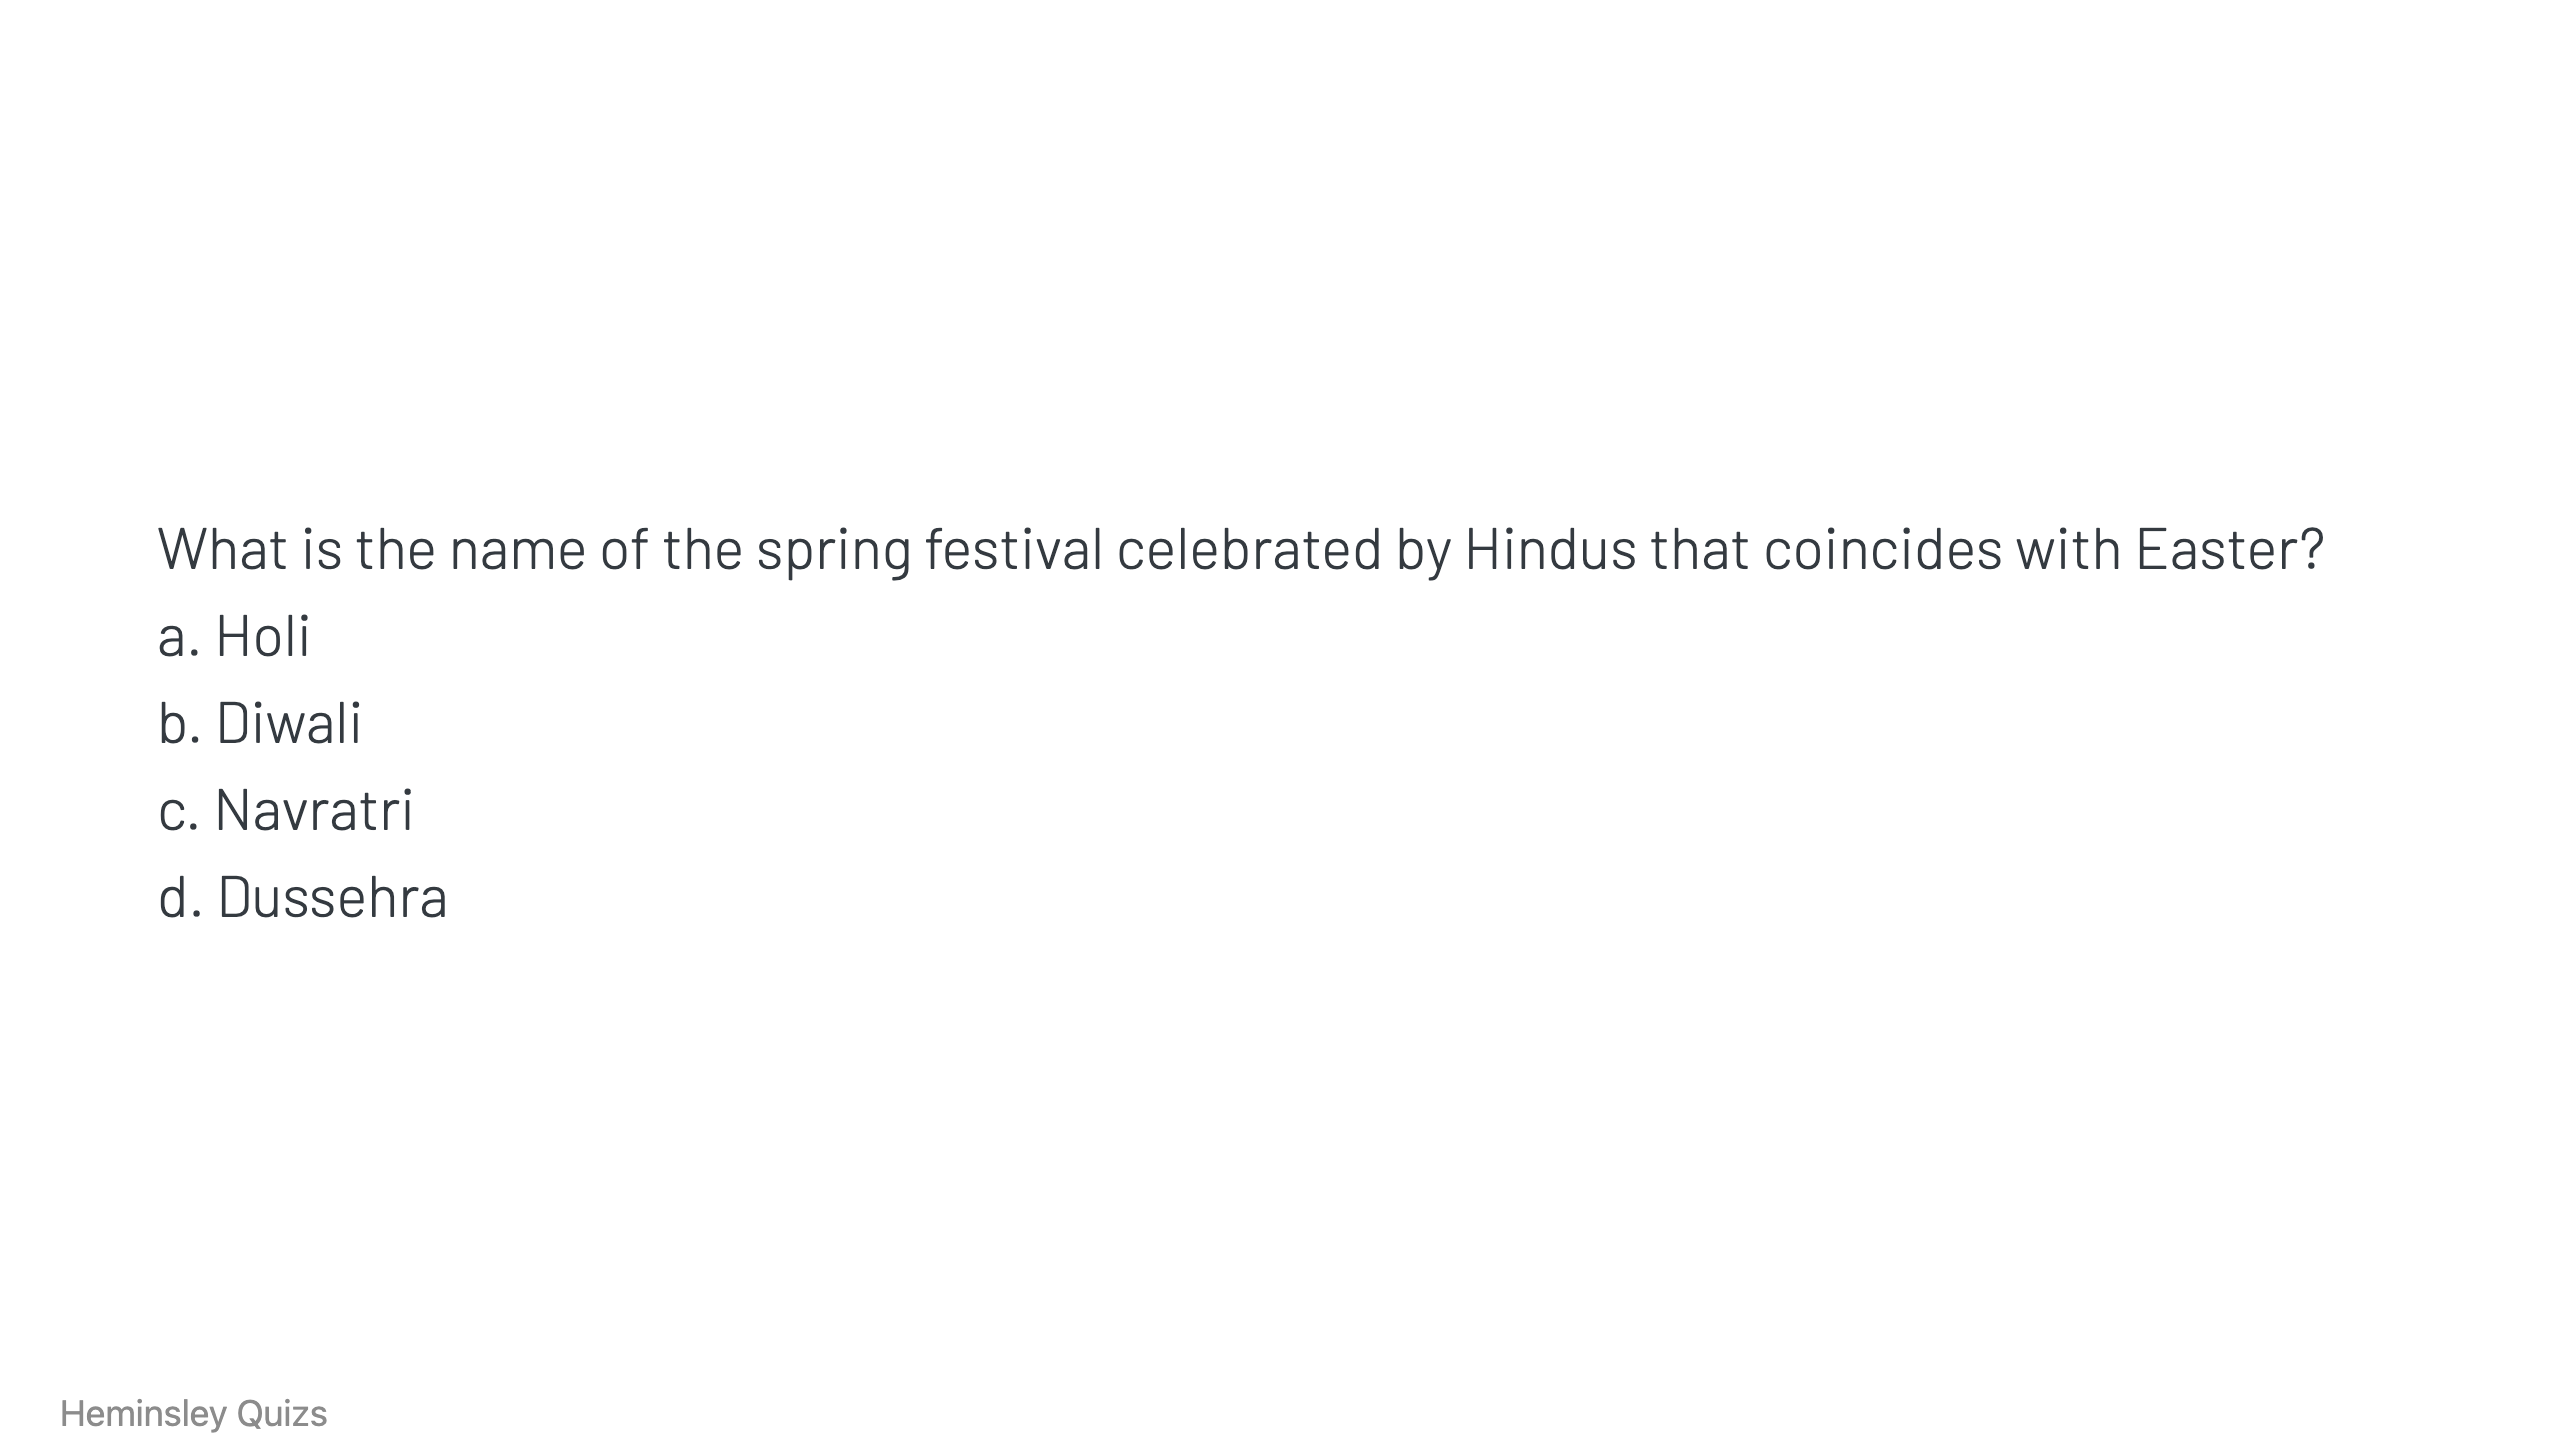 What is the name of the spring festival celebrated by Hindus that coincides with Easter?
a. Holi
b. Diwali
c. Navratri
d. Dussehra
Heminsley Quizs